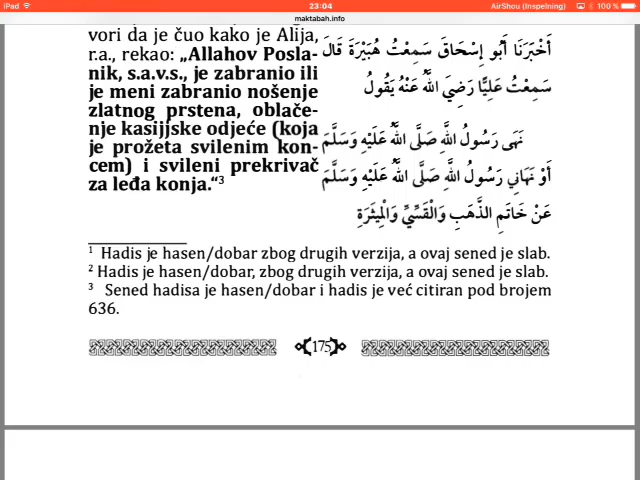 iPad
23:04
AirShou (Inspelning)
100 %
maktabah.info
vori da je čuo kako je Alija,
r.a., rekao: „Allahov Posla-
nik, s.a.v.s., je zabranio ili
je meni zabranio nošenje
zlatnog prstena, oblače-
nje kasijjske odjeće (koja
je prožeta svilenim kon-
cem) i svileni prekrivač
za leđa konja.“3
أَخْبَرَنَا أَبُو إِسْحَاقَ سَمِعْتُ هُبَيْرَةَ قَالَ
سَمِعْتُ عَلِيًّا رَضِيَ اللَّهُ عَنْهُ يَقُولُ
نَهَى رَسُولُ اللَّهِ صَلَّى اللَّهُ عَلَيْهِ وَسَلَّمَ
أَوْ نَهَانِي رَسُولُ اللَّهِ صَلَّى اللَّهُ عَلَيْهِ وَسَلَّمَ
عَنْ خَاتَمِ الذَّهَبِ وَالْقَسِّيِّ وَالْمِيثَرَةِ
1 Hadis je hasen/dobar zbog drugih verzija, a ovaj sened je slab.
2 Hadis je hasen/dobar, zbog drugih verzija, a ovaj sened je slab.
3 Sened hadisa je hasen/dobar i hadis je već citiran pod brojem
636.
175